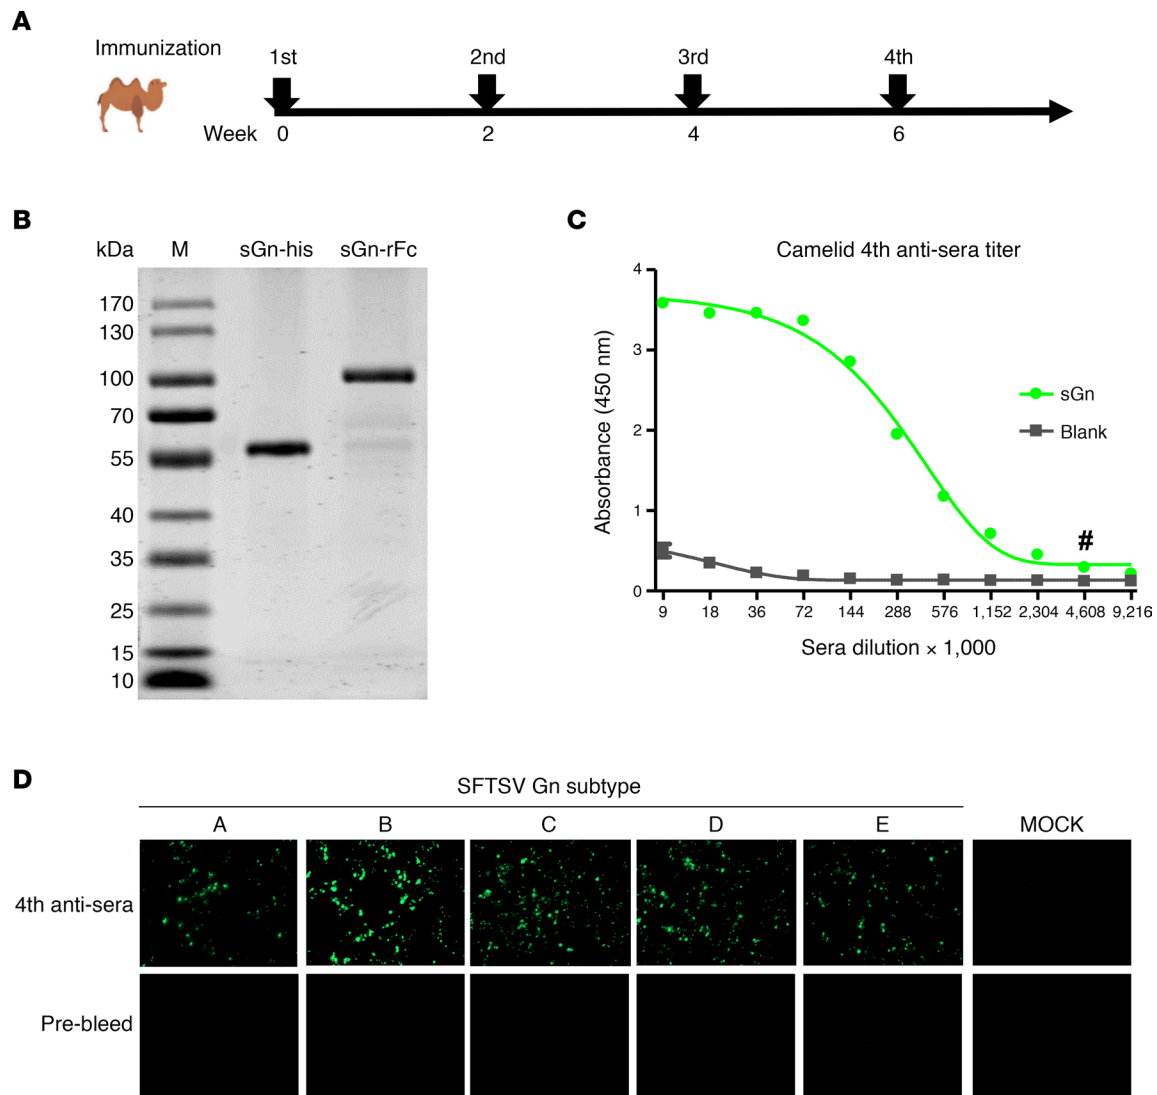 A
Immunization
1st 2nd 3rd 4th
Week 0 2 4 6
B
kDa M sGn-his sGn-rFc
170
130
100
70
55
40
35
25
15
10
C
Camelid 4th anti-sera titer
Absorbance (450 nm)
4
3
2
1
0
sGn
Blank
#
9 18 36 72 144 288 576 1,152 2,304 4,608 9,216
Sera dilution × 1,000
D
SFTSV Gn subtype
A B C D E MOCK
4th anti-sera
Pre-bleed